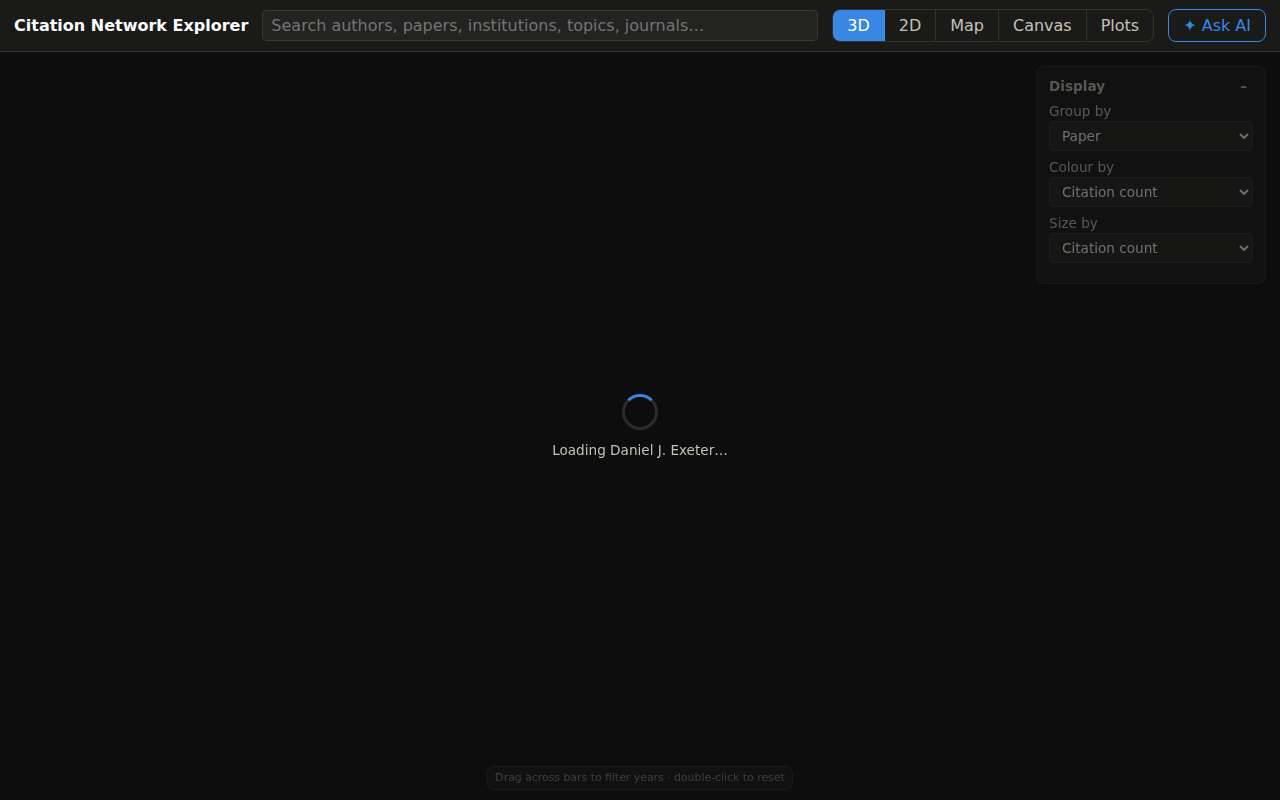 Citation Network Explorer
Search authors, papers, institutions, topics, journals...
3D
2D
Map
Canvas
Plots
✦ Ask AI
Display –
Group by
Paper
Colour by
Citation count
Size by
Citation count
Loading Daniel J. Exeter...
Drag across bars to filter years · double-click to reset